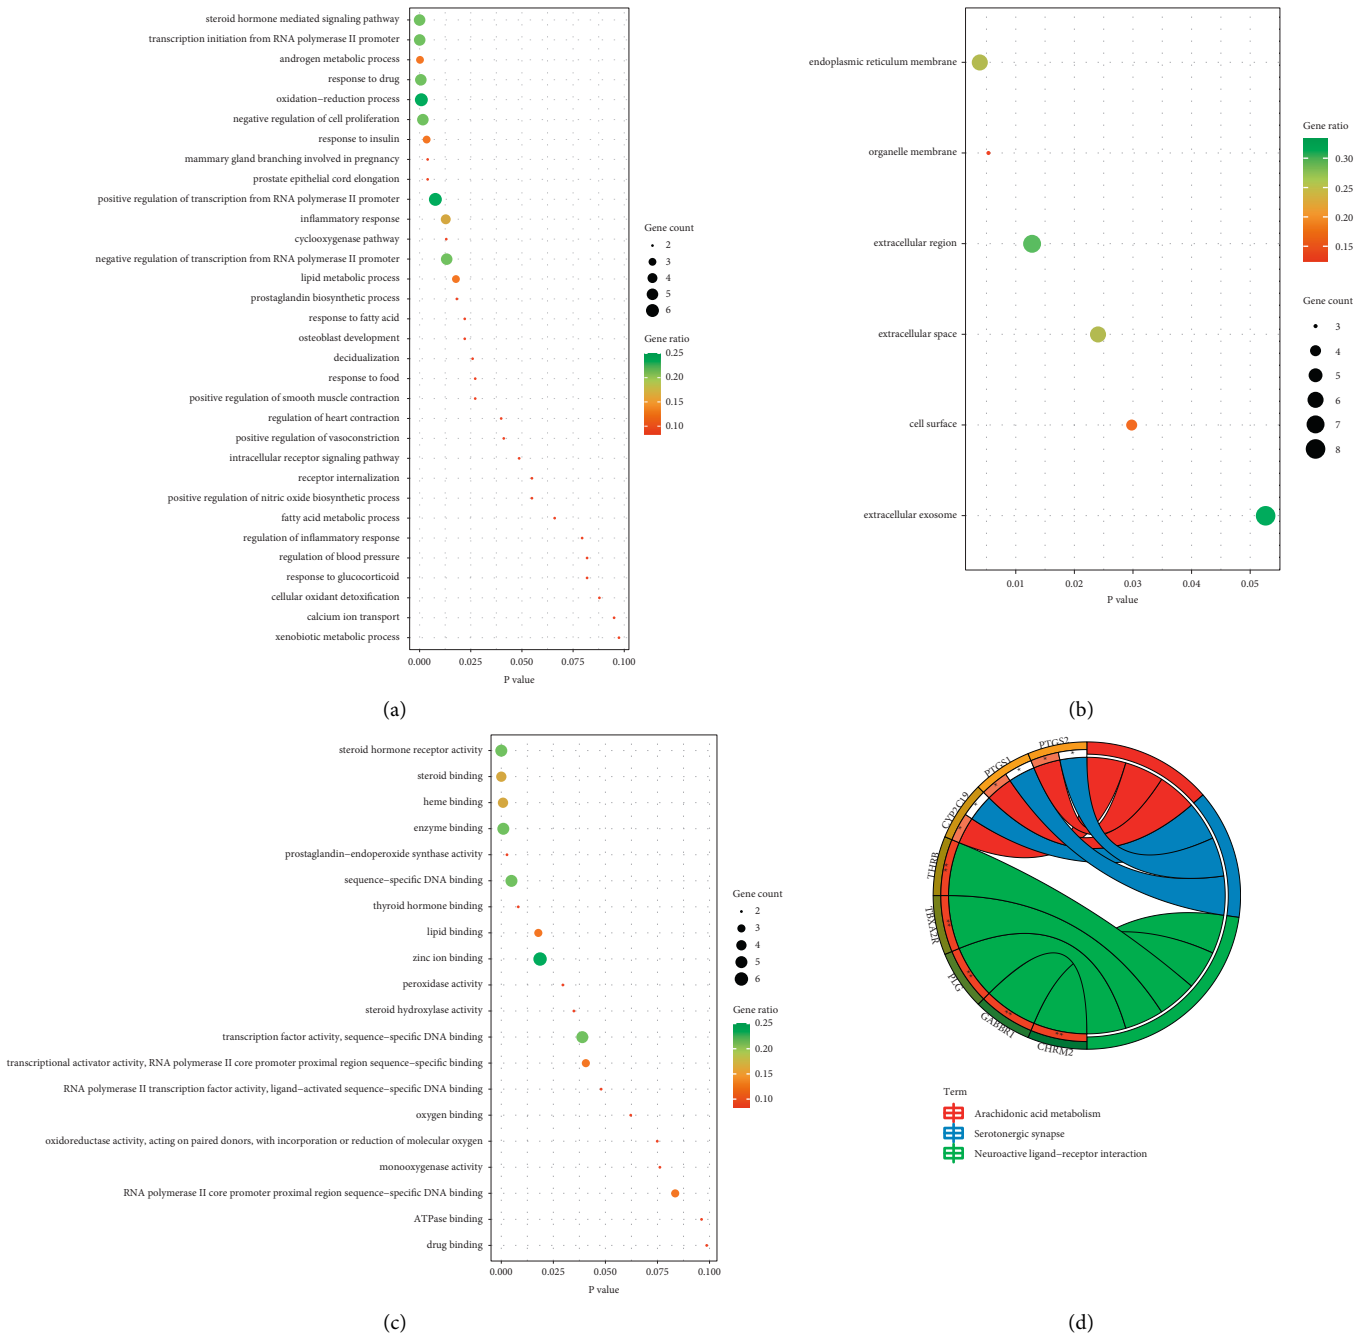 steroid hormone mediated signaling pathway
transcription initiation from RNA polymerase II promoter
androgen metabolic process
response to drug
oxidation−reduction process
negative regulation of cell proliferation
response to insulin
mammary gland branching involved in pregnancy
prostate epithelial cord elongation
positive regulation of transcription from RNA polymerase II promoter
inflammatory response
cyclooxygenase pathway
negative regulation of transcription from RNA polymerase II promoter
lipid metabolic process
prostaglandin biosynthetic process
response to fatty acid
osteoblast development
decidualization
response to food
positive regulation of smooth muscle contraction
regulation of heart contraction
positive regulation of vasoconstriction
intracellular receptor signaling pathway
receptor internalization
positive regulation of nitric oxide biosynthetic process
fatty acid metabolic process
regulation of inflammatory response
regulation of blood pressure
response to glucocorticoid
cellular oxidant detoxification
calcium ion transport
xenobiotic metabolic process
0.000 0.025 0.050 0.075 0.100
P value
Gene count
2
3
4
5
6
Gene ratio
0.25
0.20
0.15
0.10
(a)
endoplasmic reticulum membrane
organelle membrane
extracellular region
extracellular space
cell surface
extracellular exosome
0.01 0.02 0.03 0.04 0.05
P value
Gene ratio
0.30
0.25
0.20
0.15
Gene count
3
4
5
6
7
8
(b)
steroid hormone receptor activity
steroid binding
heme binding
enzyme binding
prostaglandin−endoperoxide synthase activity
sequence−specific DNA binding
thyroid hormone binding
lipid binding
zinc ion binding
peroxidase activity
steroid hydroxylase activity
transcription factor activity, sequence−specific DNA binding
transcriptional activator activity, RNA polymerase II core promoter proximal region sequence−specific binding
RNA polymerase II transcription factor activity, ligand−activated sequence−specific DNA binding
oxygen binding
oxidoreductase activity, acting on paired donors, with incorporation or reduction of molecular oxygen
monooxygenase activity
RNA polymerase II core promoter proximal region sequence−specific DNA binding
ATPase binding
drug binding
0.000 0.025 0.050 0.075 0.100
P value
Gene count
2
3
4
5
6
Gene ratio
0.25
0.20
0.15
0.10
(c)
PTGS2
PTGS1
CYP2C19
THRB
TBXA2R
PLG
GABBR1
CHRM2
Term
Arachidonic acid metabolism
Serotonergic synapse
Neuroactive ligand−receptor interaction
(d)